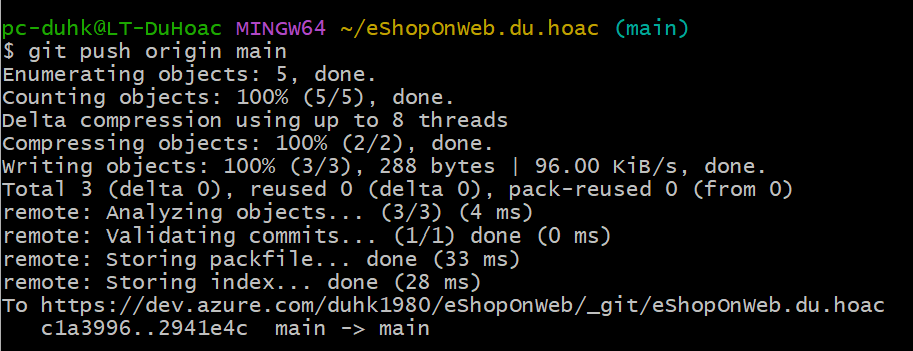 pc-duhk@LT-DuHoac MINGW64 ~/eShopOnWeb.du.hoac (main)
$ git push origin main
Enumerating objects: 5, done.
Counting objects: 100% (5/5), done.
Delta compression using up to 8 threads
Compressing objects: 100% (2/2), done.
Writing objects: 100% (3/3), 288 bytes | 96.00 KiB/s, done.
Total 3 (delta 0), reused 0 (delta 0), pack-reused 0 (from 0)
remote: Analyzing objects... (3/3) (4 ms)
remote: Validating commits... (1/1) done (0 ms)
remote: Storing packfile... done (33 ms)
remote: Storing index... done (28 ms)
To https://dev.azure.com/duhk1980/eShopOnWeb/_git/eShopOnWeb.du.hoac
   c1a3996..2941e4c  main -> main